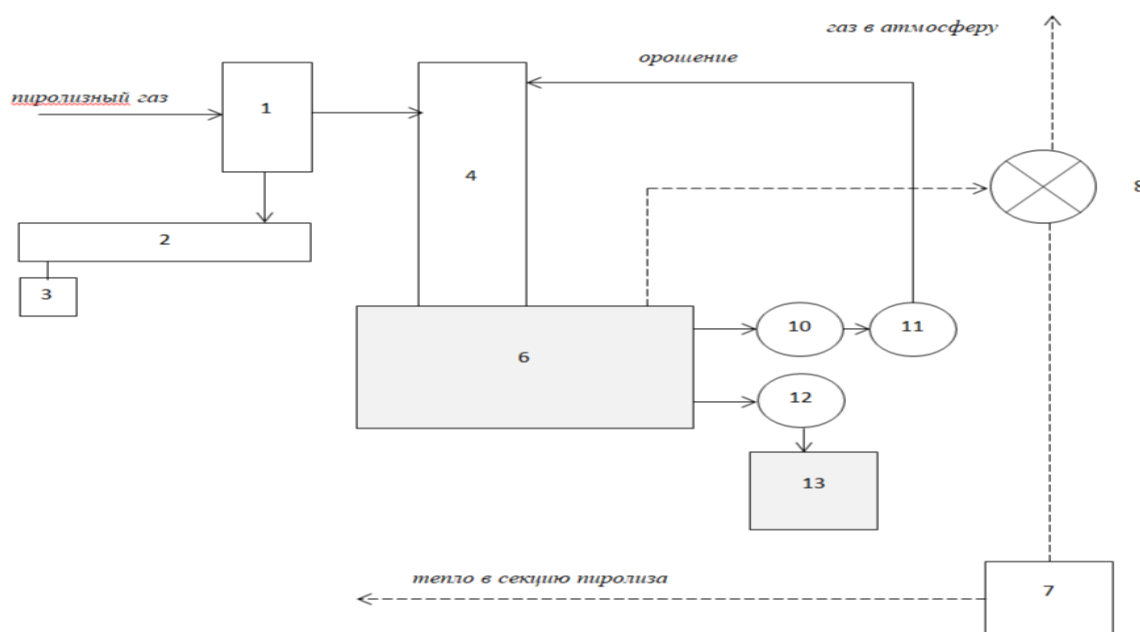 газ в атмосферу
орошение
пиролизный газ
1
4
8
2
3
10
11
6
12
13
тепло в секцию пиролиза
7